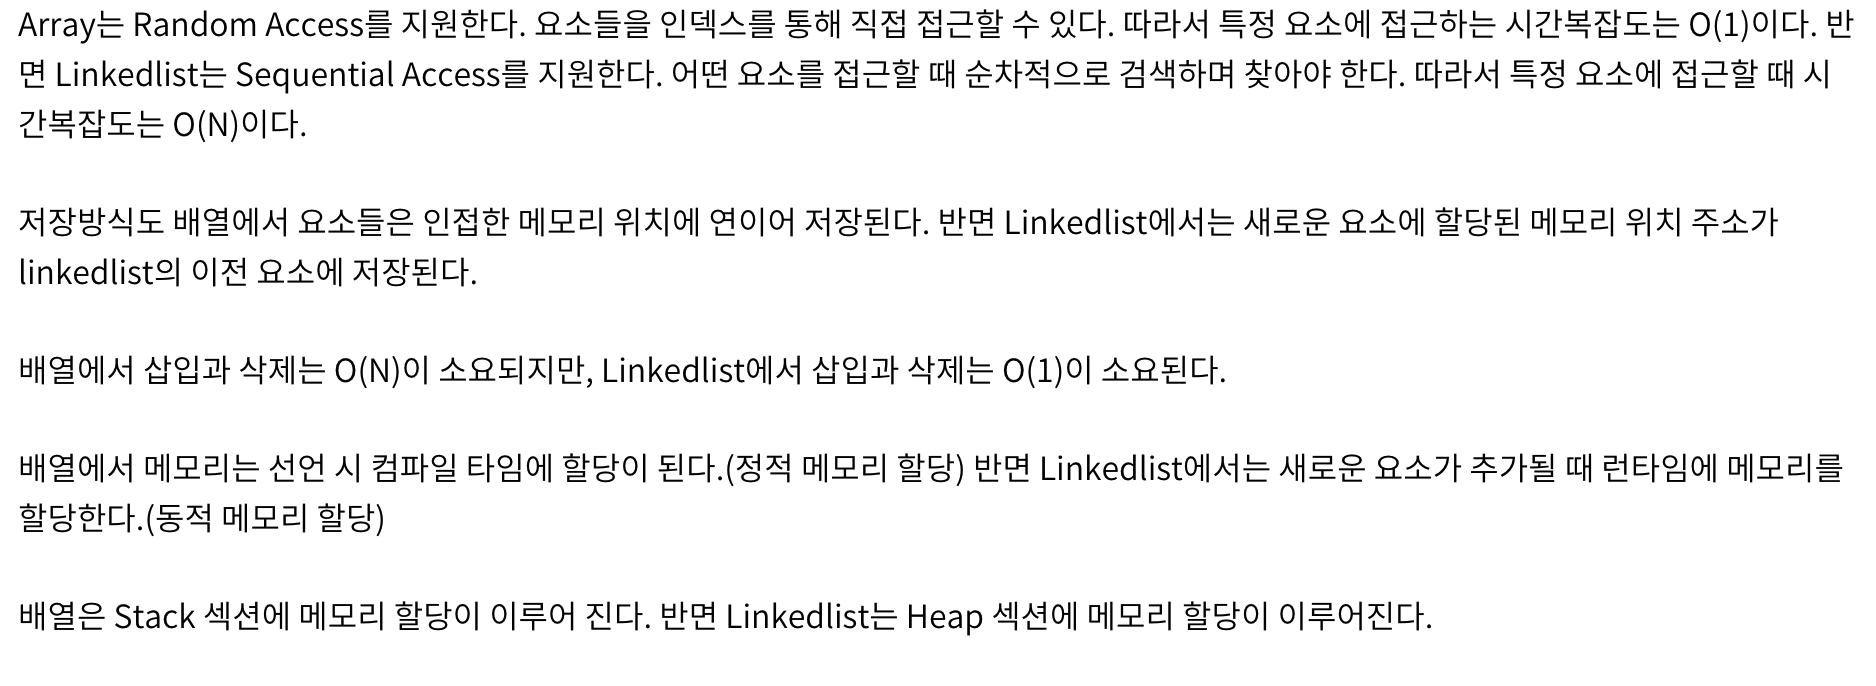 Array는 Random Access를 지원한다. 요소들을 인덱스를 통해 직접 접근할 수 있다. 따라서 특정 요소에 접근하는 시간복잡도는 O(1)이다. 반
면 Linkedlist는 Sequential Access를 지원한다. 어떤 요소를 접근할 때 순차적으로 검색하며 찾아야 한다. 따라서 특정 요소에 접근할 때 시
간복잡도는 O(N)이다.
저장방식도 배열에서 요소들은 인접한 메모리 위치에 연이어 저장된다. 반면 Linkedlist에서는 새로운 요소에 할당된 메모리 위치 주소가
linkedlist의 이전 요소에 저장된다.
배열에서 삽입과 삭제는 O(N)이 소요되지만, Linkedlist에서 삽입과 삭제는 O(1)이 소요된다.
배열에서 메모리는 선언 시 컴파일 타임에 할당이 된다.(정적 메모리 할당) 반면 Linkedlist에서는 새로운 요소가 추가될 때 런타임에 메모리를
할당한다.(동적 메모리 할당)
배열은 Stack 섹션에 메모리 할당이 이루어 진다. 반면 Linkedlist는 Heap 섹션에 메모리 할당이 이루어진다.